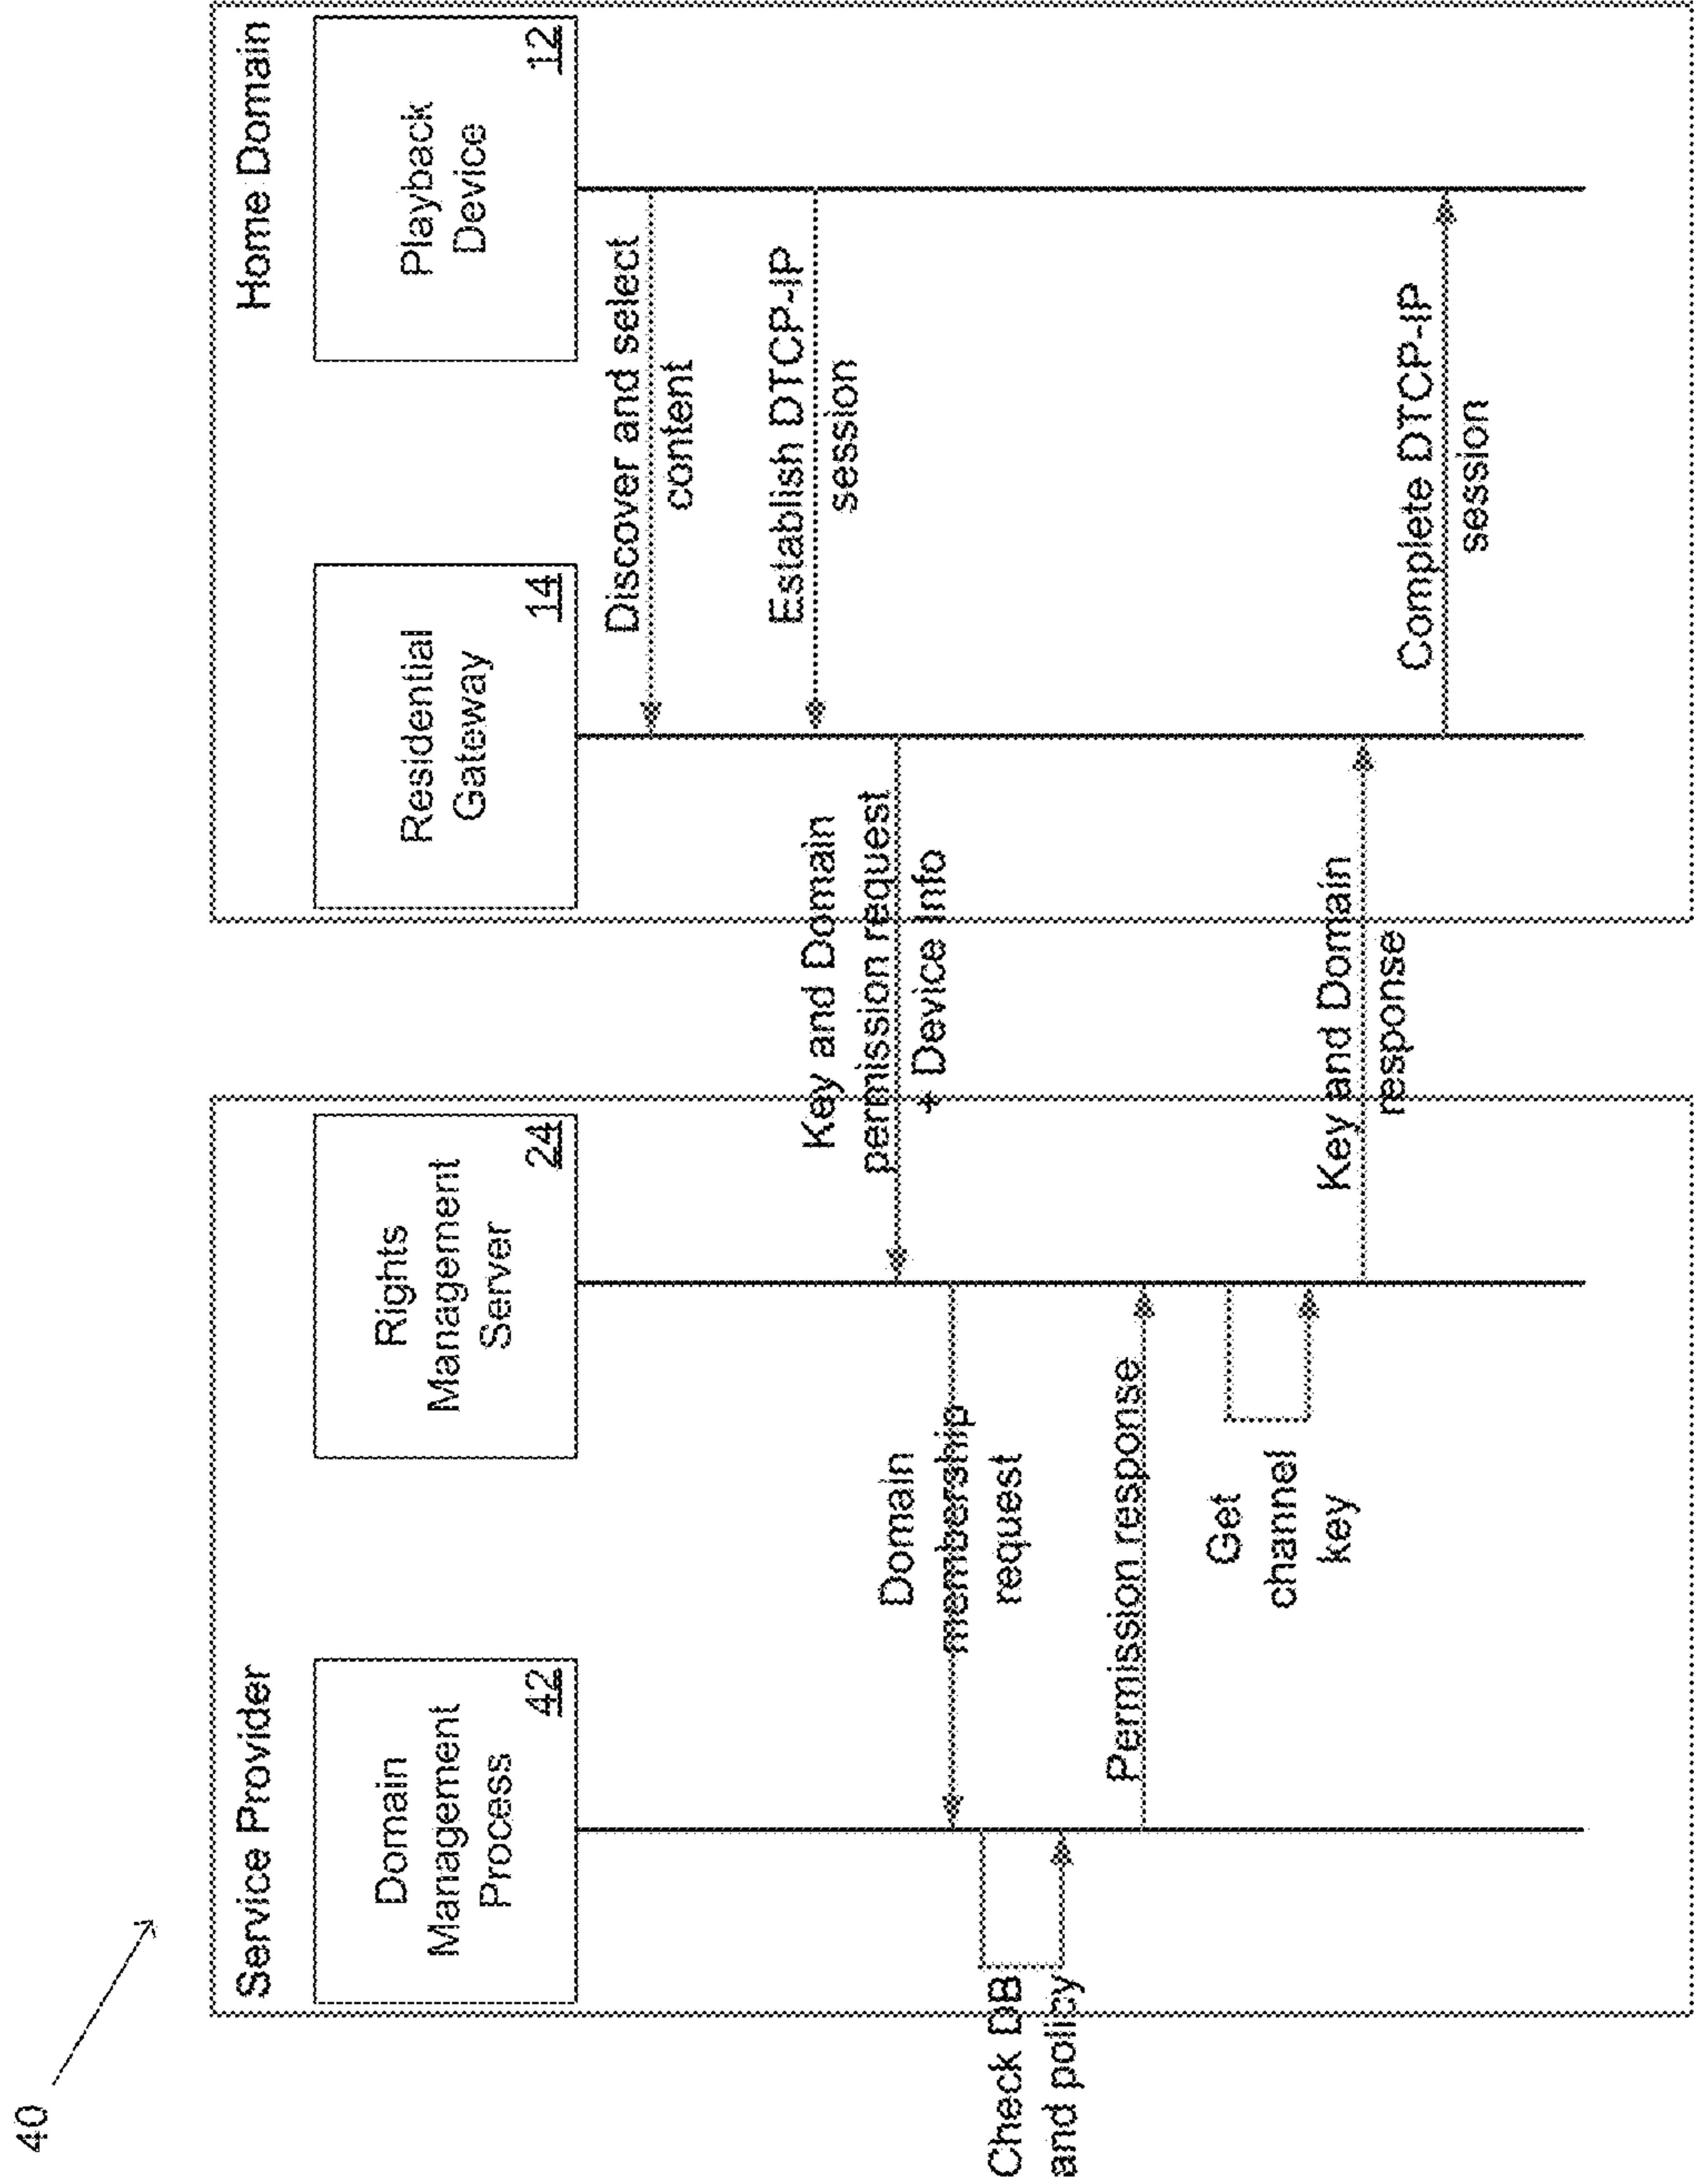 40
Service Provider
Home Domain
Domain
Management
Process
42
Rights
Management
Server
24
Residential
Gateway
14
Playback
Device
12
Discover and select
content
Establish DTCP-IP
session
Key and Domain
permission request
+ Device Info
Domain
membership
request
Check DB
and policy
Permission response
Get
channel
key
Key and Domain
response
Complete DTCP-IP
session